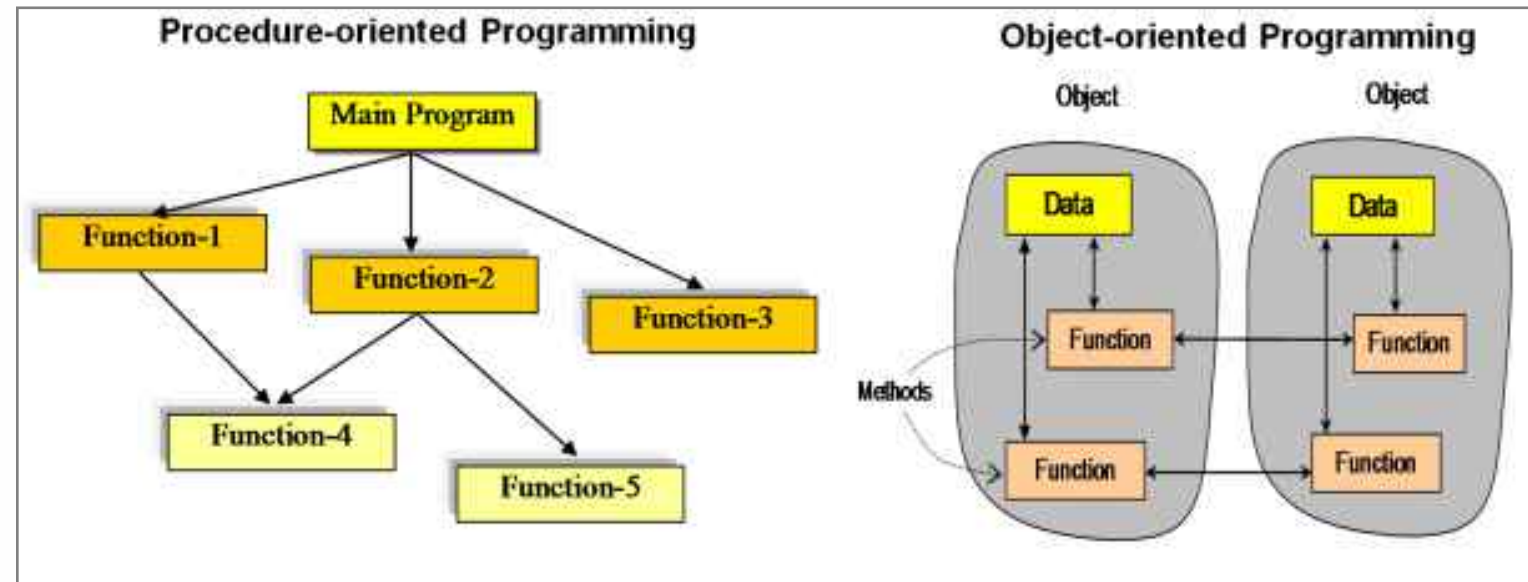 Procedure-oriented Programming
Main Program
Function-1
Function-2
Function-3
Function-4
Function-5
Object-oriented Programming
Object
Object
Data
Data
Function
Function
Methods
Function
Function